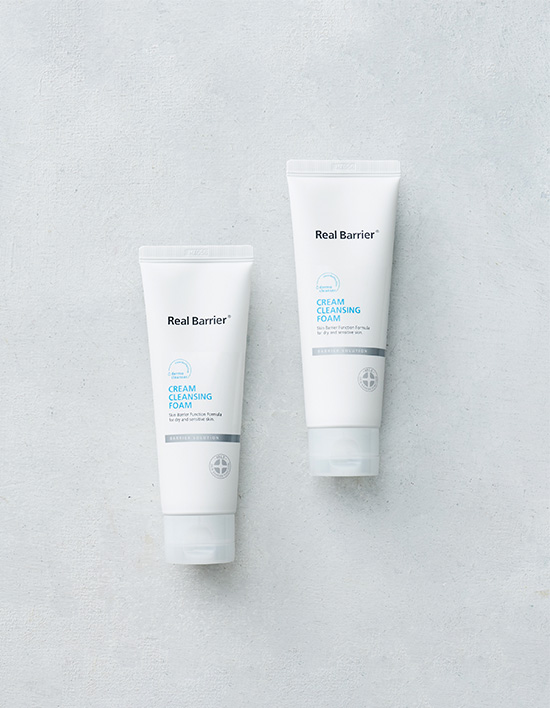 Real Barrier®
CREAM
CLEANSING
FOAM
Skin Barrier Function Formula
for dry and sensitive skin.
BARRIER SOLUTION
Real Barrier®
CREAM
CLEANSING
FOAM
Skin Barrier Function Formula
for dry and sensitive skin.
BARRIER SOLUTION